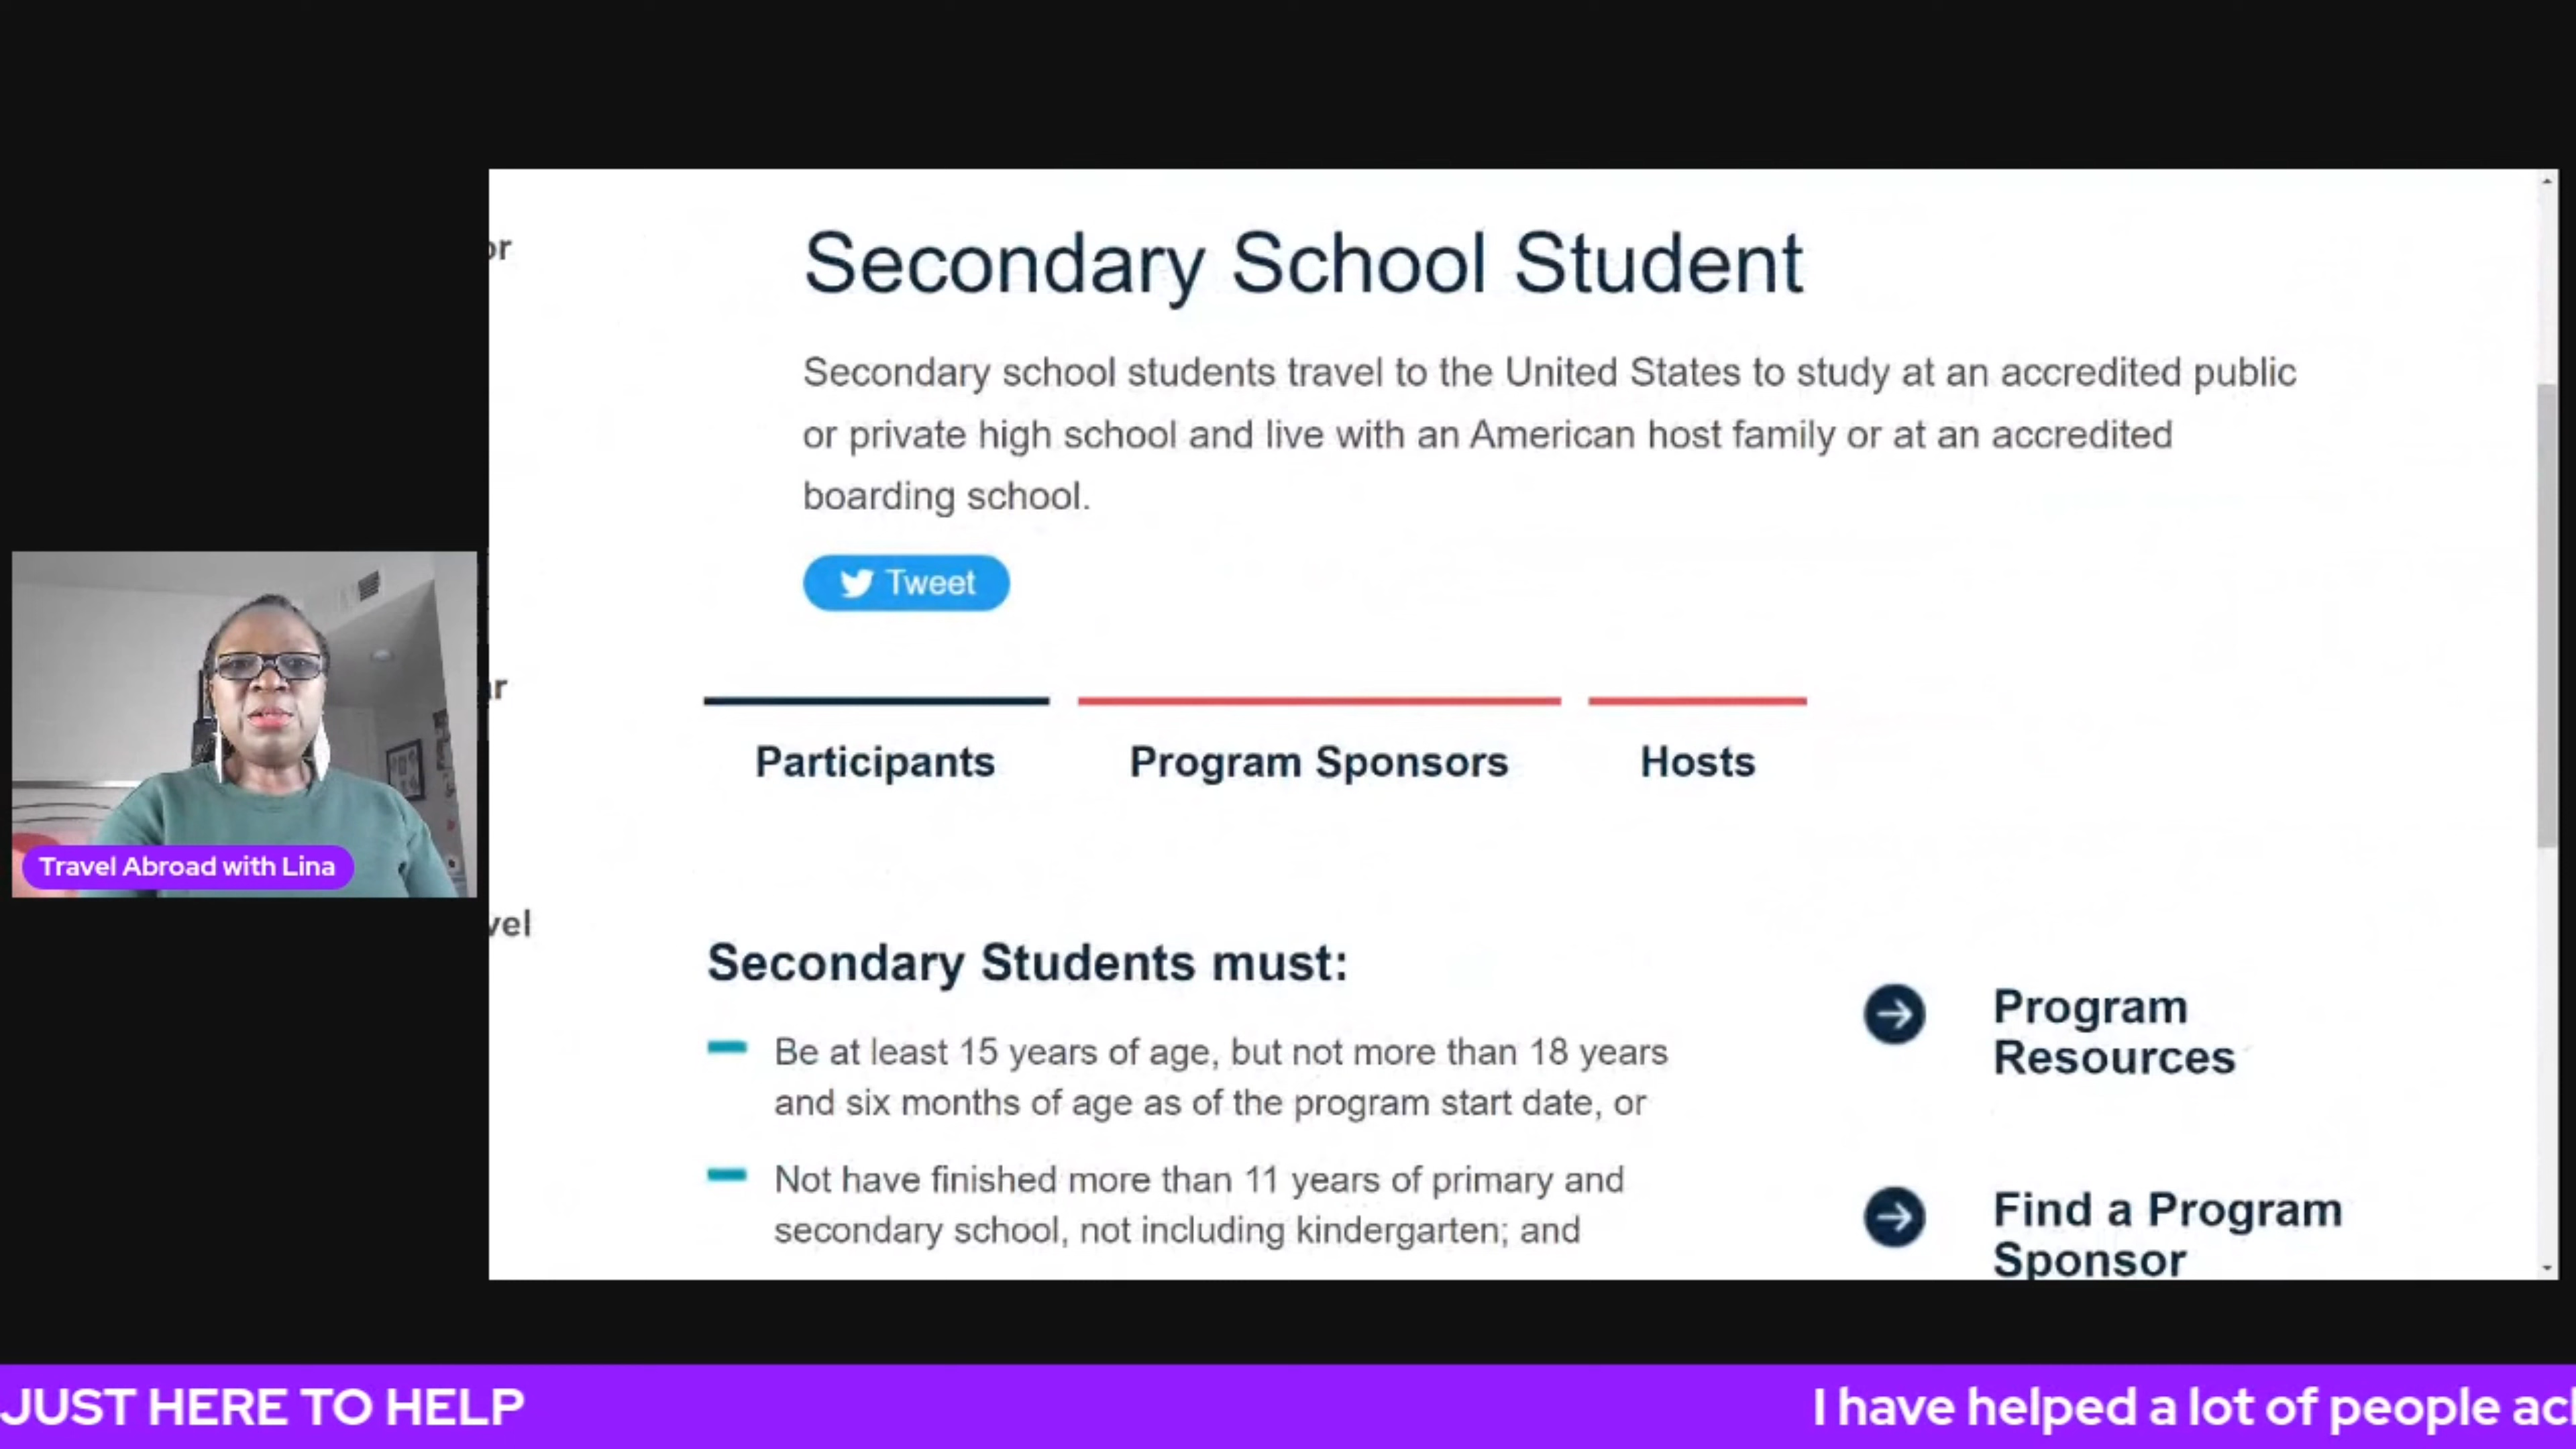 Secondary School Student
Secondary school students travel to the United States to study at an accredited public
or private high school and live with an American host family or at an accredited
boarding school.
Tweet
Participants
Program Sponsors
Hosts
Secondary Students must:
Be at least 15 years of age, but not more than 18 years
and six months of age as of the program start date, or
Not have finished more than 11 years of primary and
secondary school, not including kindergarten; and
Program
Resources
Find a Program
Sponsor
Travel Abroad with Lina
JUST HERE TO HELP
I have helped a lot of people